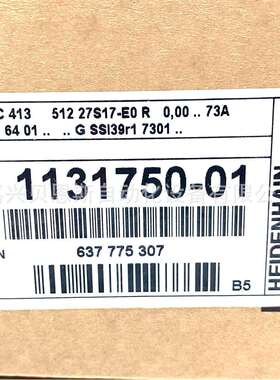 C 413 512 27S17-E0 R 0,00 .. 73A
64 01 .. .. G SSI39r1 7301 ..
1131750-01
N 637 775 307
B5
HEIDENHAIN